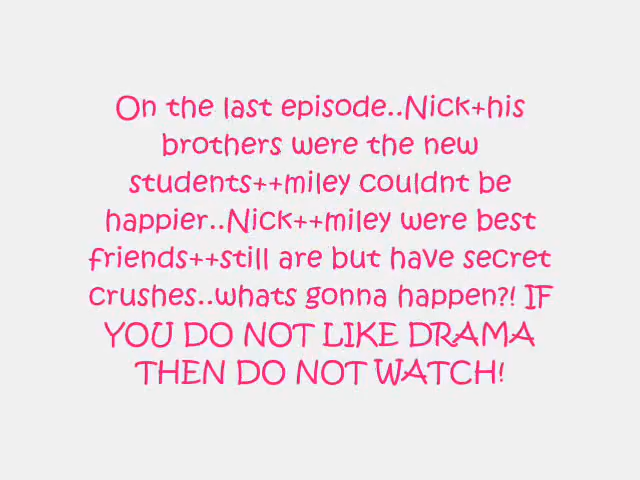 On the last episode..Nick+his
brothers were the new
students++miley couldnt be
happier..Nick++miley were best
friends++still are but have secret
crushes..whats gonna happen?! IF
YOU DO NOT LIKE DRAMA
THEN DO NOT WATCH!